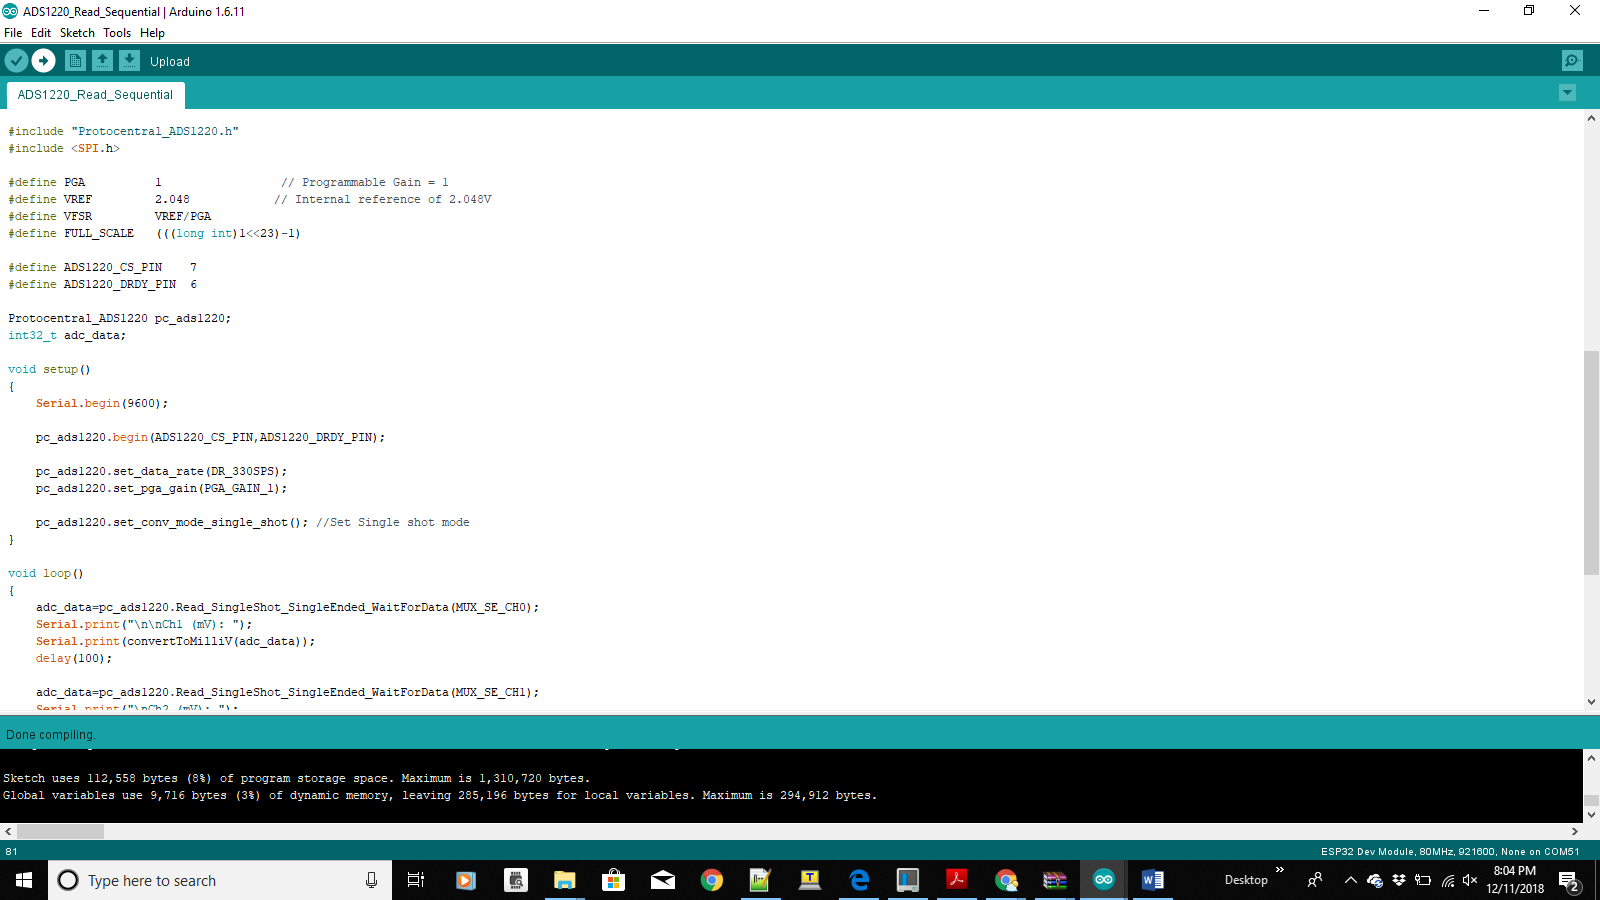 ADS1220_Read_Sequential | Arduino 1.6.11
File Edit Sketch Tools Help
Upload
ADS1220_Read_Sequential
#include "Protocentral_ADS1220.h"
#include <SPI.h>
#define PGA 1 // Programmable Gain = 1
#define VREF 2.048 // Internal reference of 2.048V
#define VFSR VREF/PGA
#define FULL_SCALE (((long int)1<<23)-1)
#define ADS1220_CS_PIN 7
#define ADS1220_DRDY_PIN 6
Protocentral_ADS1220 pc_ads1220;
int32_t adc_data;
void setup()
{
Serial.begin(9600);
pc_ads1220.begin(ADS1220_CS_PIN,ADS1220_DRDY_PIN);
pc_ads1220.set_data_rate(DR_330SPS);
pc_ads1220.set_pga_gain(PGA_GAIN_1);
pc_ads1220.set_conv_mode_single_shot(); //Set Single shot mode
}
void loop()
{
adc_data=pc_ads1220.Read_SingleShot_SingleEnded_WaitForData(MUX_SE_CH0);
Serial.print("\n\nCh1 (mV): ");
Serial.print(convertToMilliV(adc_data));
delay(100);
adc_data=pc_ads1220.Read_SingleShot_SingleEnded_WaitForData(MUX_SE_CH1);
Serial.print("\nCh2 (mV): ");
Done compiling.
Sketch uses 112,558 bytes (8%) of program storage space. Maximum is 1,310,720 bytes.
Global variables use 9,716 bytes (3%) of dynamic memory, leaving 285,196 bytes for local variables. Maximum is 294,912 bytes.
81
ESP32 Dev Module, 80MHz, 921600, None on COM51
Type here to search
Desktop
8:04 PM
12/11/2018
2